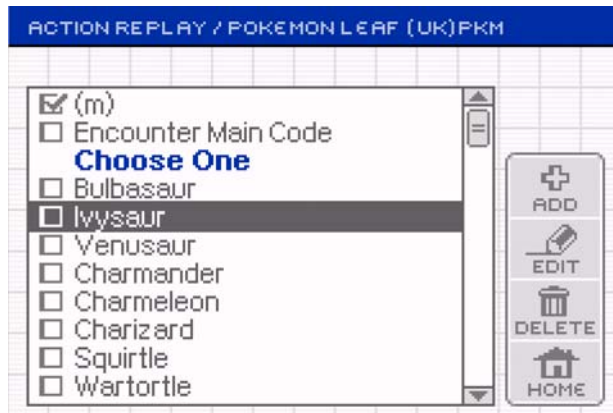 ACTION REPLAY / POKEMON LEAF (UK)PKM
(m)
Encounter Main Code
Choose One
Bulbasaur
Ivysaur
Venusaur
Charmander
Charmeleon
Charizard
Squirtle
Wartortle
ADD
EDIT
DELETE
HOME